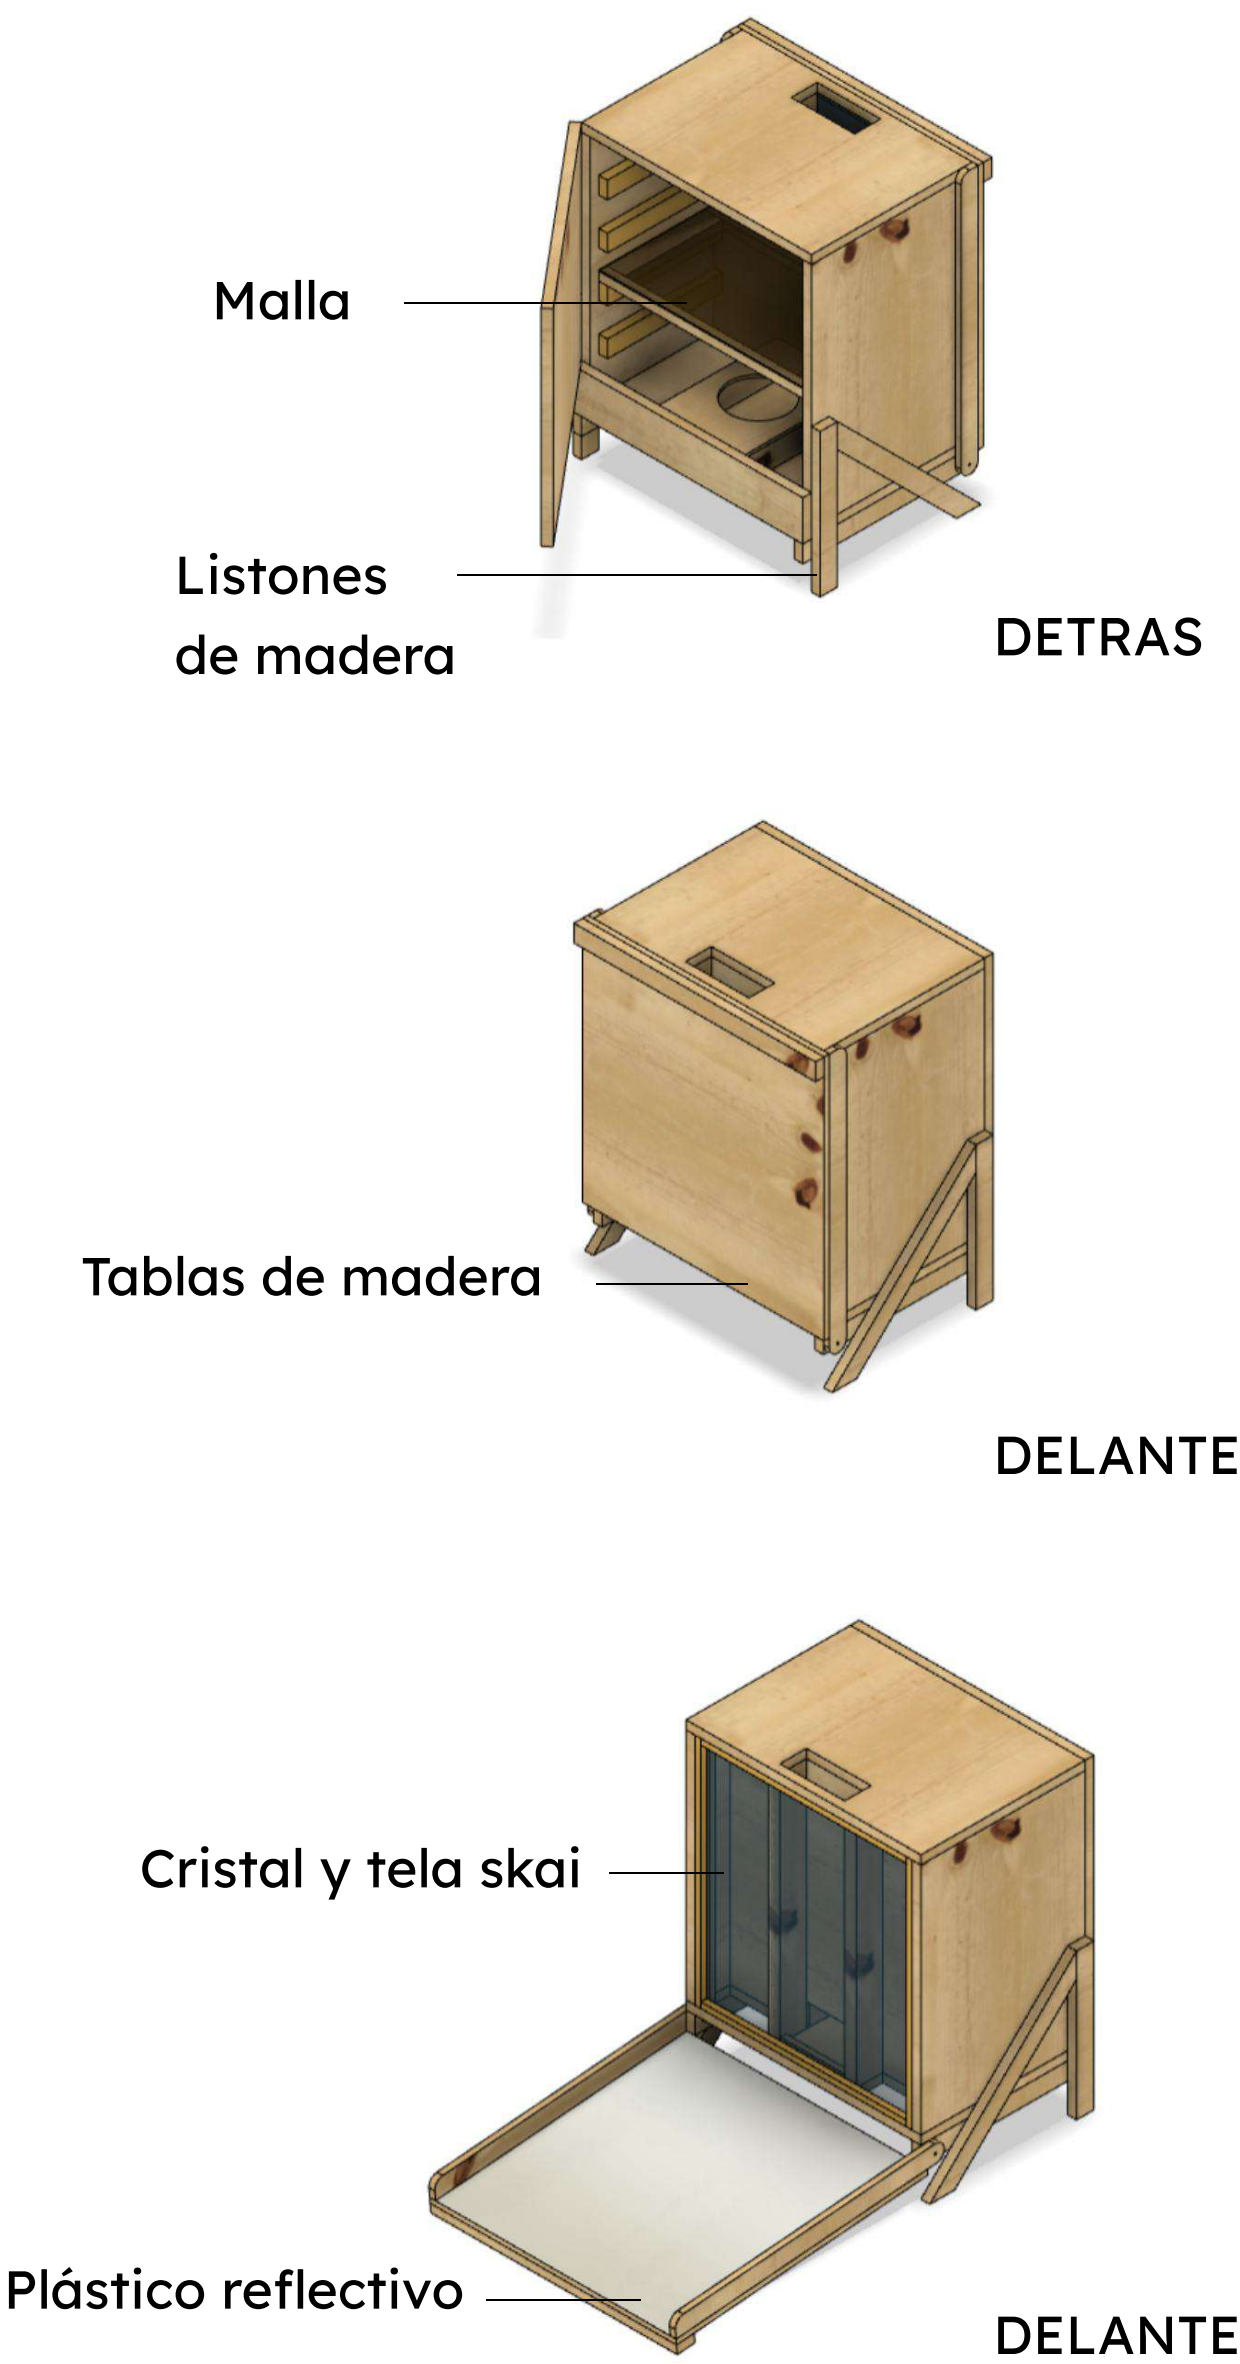 Malla
Listones
de madera
DETRAS
Tablas de madera
DELANTE
Cristal y tela skai
Plástico reflectivo
DELANTE